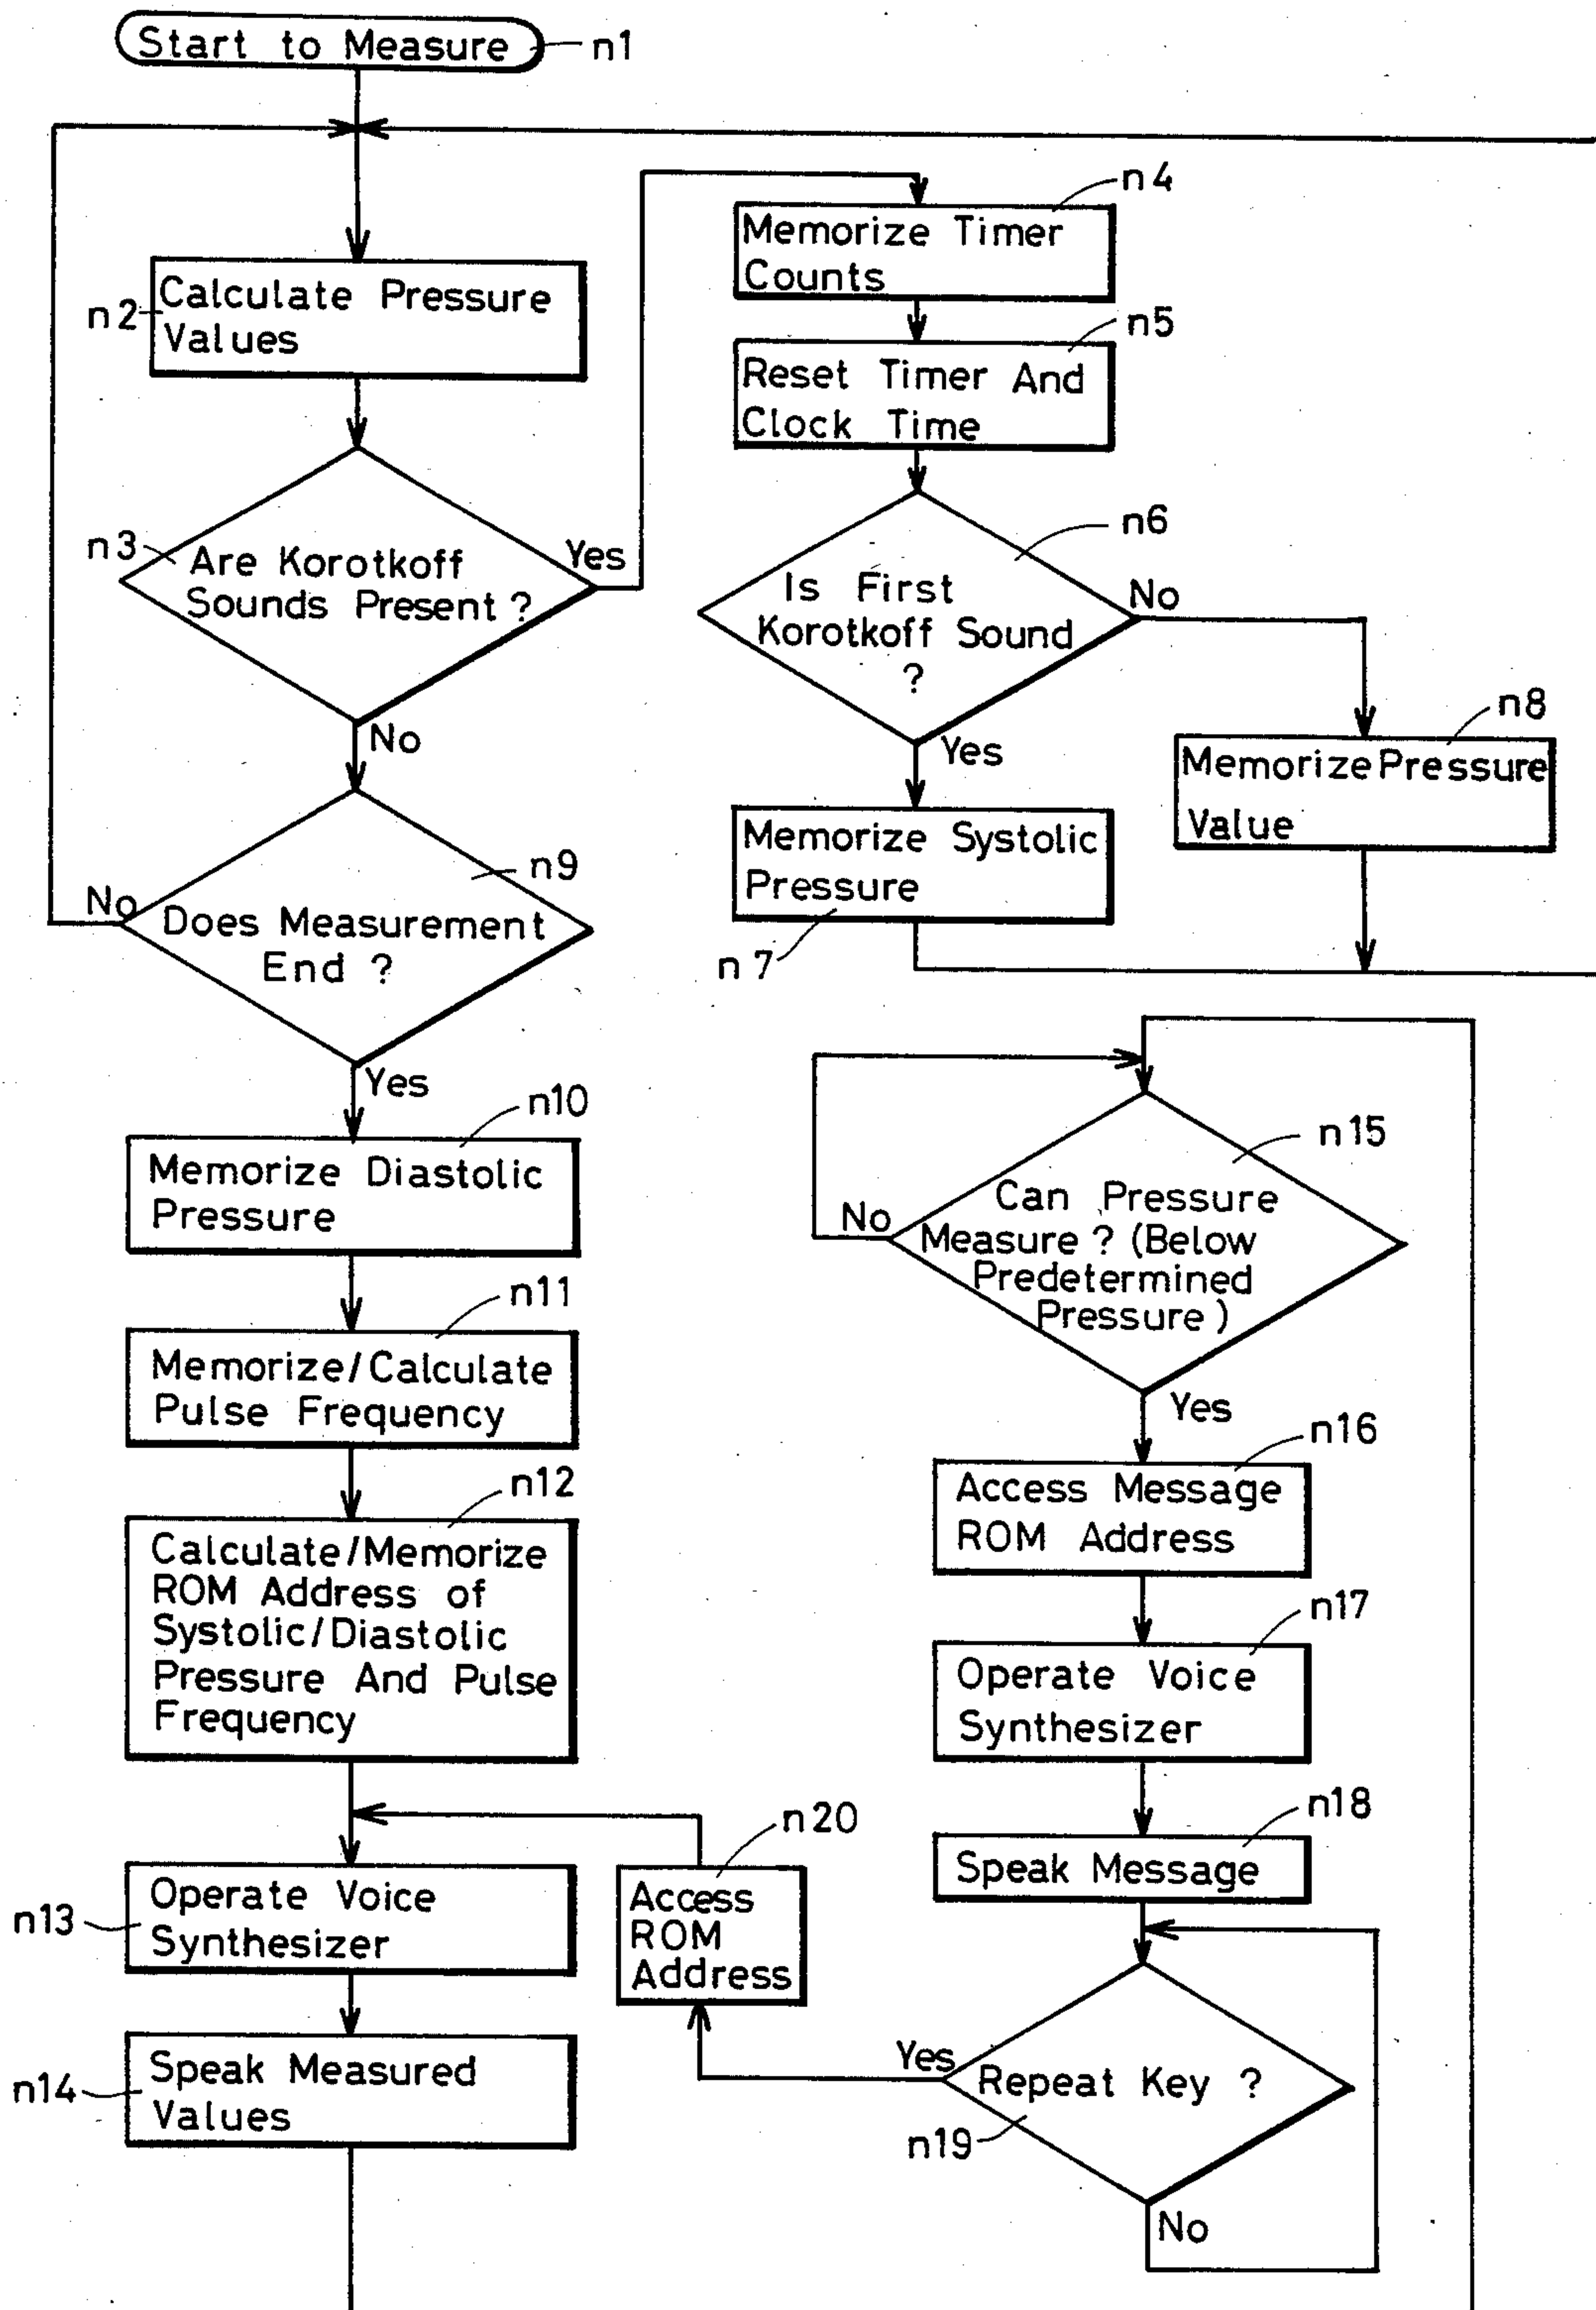 Start to Measure
n1
n2
Calculate Pressure
Values
n3
Are Korotkoff
Sounds Present ?
Yes
No
n4
Memorize Timer
Counts
n5
Reset Timer And
Clock Time
n6
Is First
Korotkoff Sound
?
No
Yes
n7
Memorize Systolic
Pressure
n8
Memorize Pressure
Value
n9
No
Does Measurement
End ?
Yes
n10
Memorize Diastolic
Pressure
n11
Memorize/Calculate
Pulse Frequency
n12
Calculate/Memorize
ROM Address of
Systolic/Diastolic
Pressure And Pulse
Frequency
n13
Operate Voice
Synthesizer
n14
Speak Measured
Values
n15
No
Can Pressure
Measure ? (Below
Predetermined
Pressure)
Yes
n16
Access Message
ROM Address
n17
Operate Voice
Synthesizer
n18
Speak Message
n19
Yes
Repeat Key ?
No
n20
Access
ROM
Address